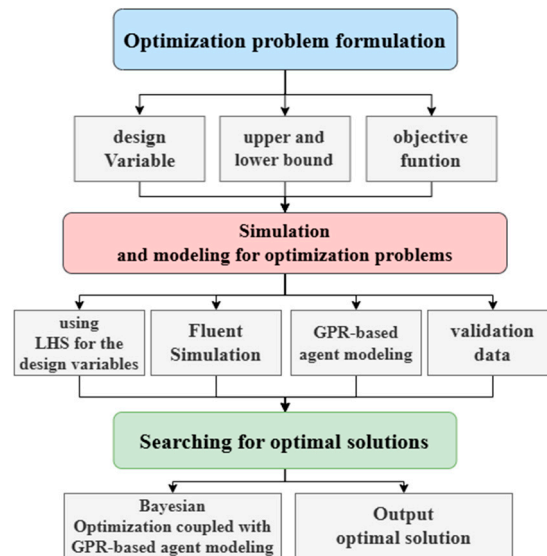 Optimization problem formulation
design
Variable
upper and
lower bound
objective
funtion
Simulation
and modeling for optimization problems
using
LHS for the
design variables
Fluent
Simulation
GPR-based
agent modeling
validation
data
Searching for optimal solutions
Bayesian
Optimization coupled with
GPR-based agent modeling
Output
optimal solution